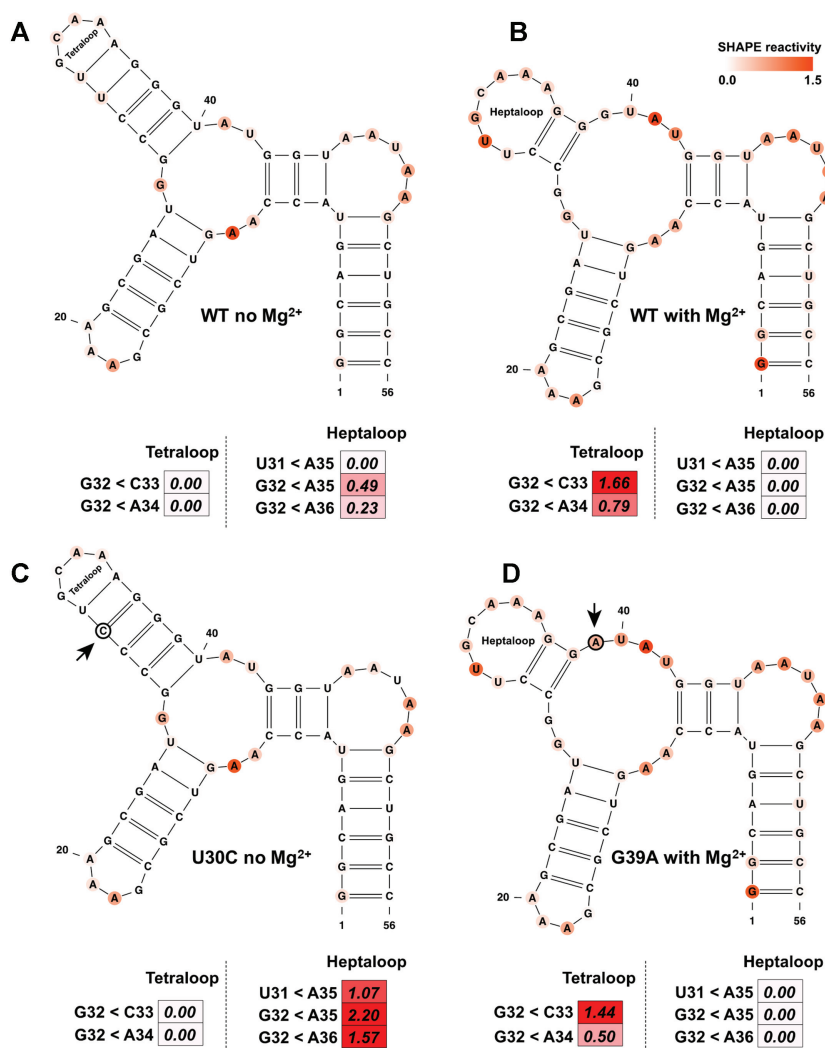 A
GGCAGUACCAAGUCGCGAAAGCGAUGGCCUUGCAAAGGGUAUGGUAAUAAGCUGCC
Tetraloop
40
20
WT no Mg2+
1
56
Tetraloop
G32 < C33 0.00
G32 < A34 0.00
Heptaloop
U31 < A35 0.00
G32 < A35 0.49
G32 < A36 0.23
B
SHAPE reactivity
0.0
1.5
GGCAGUACCAAGUCGCGAAAGCGAUGGCCUUGCAAAGGGUAUGGUAAU
GCUGCC
Heptaloop
40
20
WT with Mg2+
1
56
Tetraloop
G32 < C33 1.66
G32 < A34 0.79
Heptaloop
U31 < A35 0.00
G32 < A35 0.00
G32 < A36 0.00
C
GGCAGUACCAAGUCGCGAAAGCGAUGGCCCUGCAAAGGGUAUGGUAAUAAGCUGCC
Tetraloop
40
20
U30C no Mg2+
1
56
Tetraloop
G32 < C33 0.00
G32 < A34 0.00
Heptaloop
U31 < A35 1.07
G32 < A35 2.20
G32 < A36 1.57
D
GGCAGUACCAAGUCGCGAAAGCGAUGGCCUUGCAAAGGAUAUGGUAAUAAGCUGCC
Heptaloop
40
20
G39A with Mg2+
1
56
Tetraloop
G32 < C33 1.44
G32 < A34 0.50
Heptaloop
U31 < A35 0.00
G32 < A35 0.00
G32 < A36 0.00